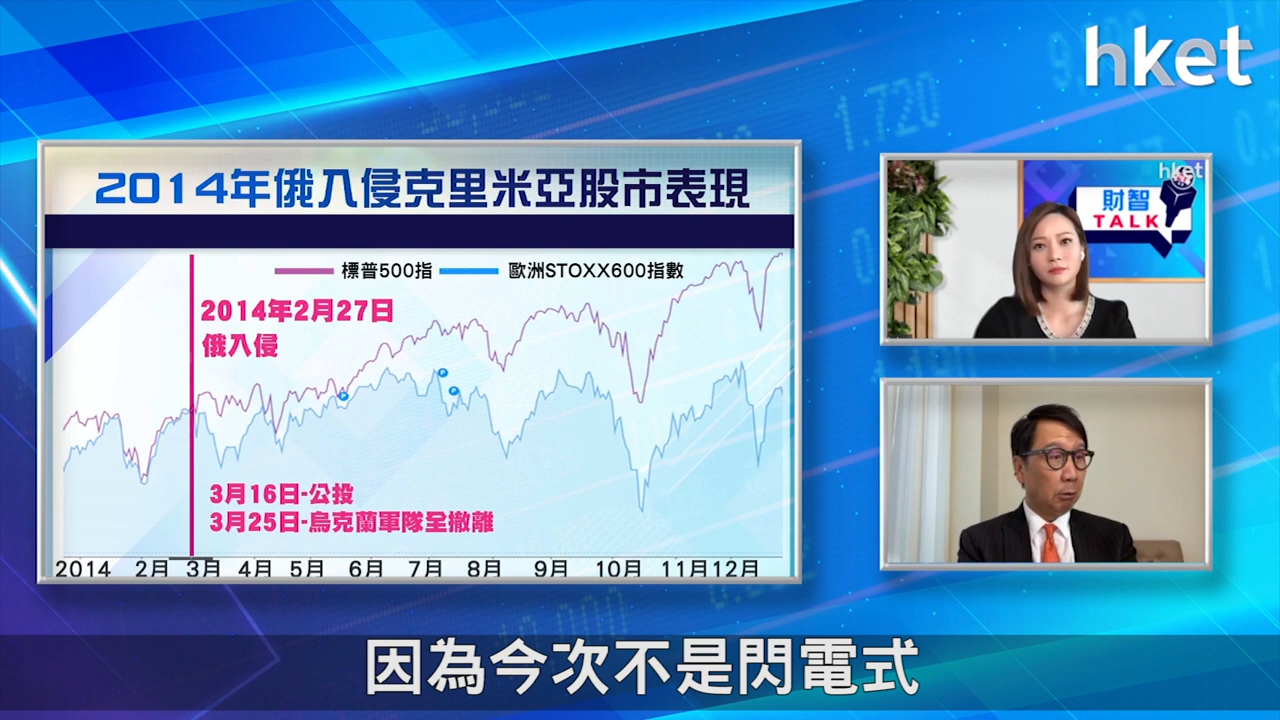 hket
2014年俄入侵克里米亞股市表現
標普500指
歐洲STOXX600指數
2014年2月27日
俄入侵
3月16日-公投
3月25日-烏克蘭軍隊全撤離
2014 2月 3月 4月 5月 6月 7月 8月 9月 10月 11月 12月
hket
財智
TALK
因為今次不是閃電式
1.720